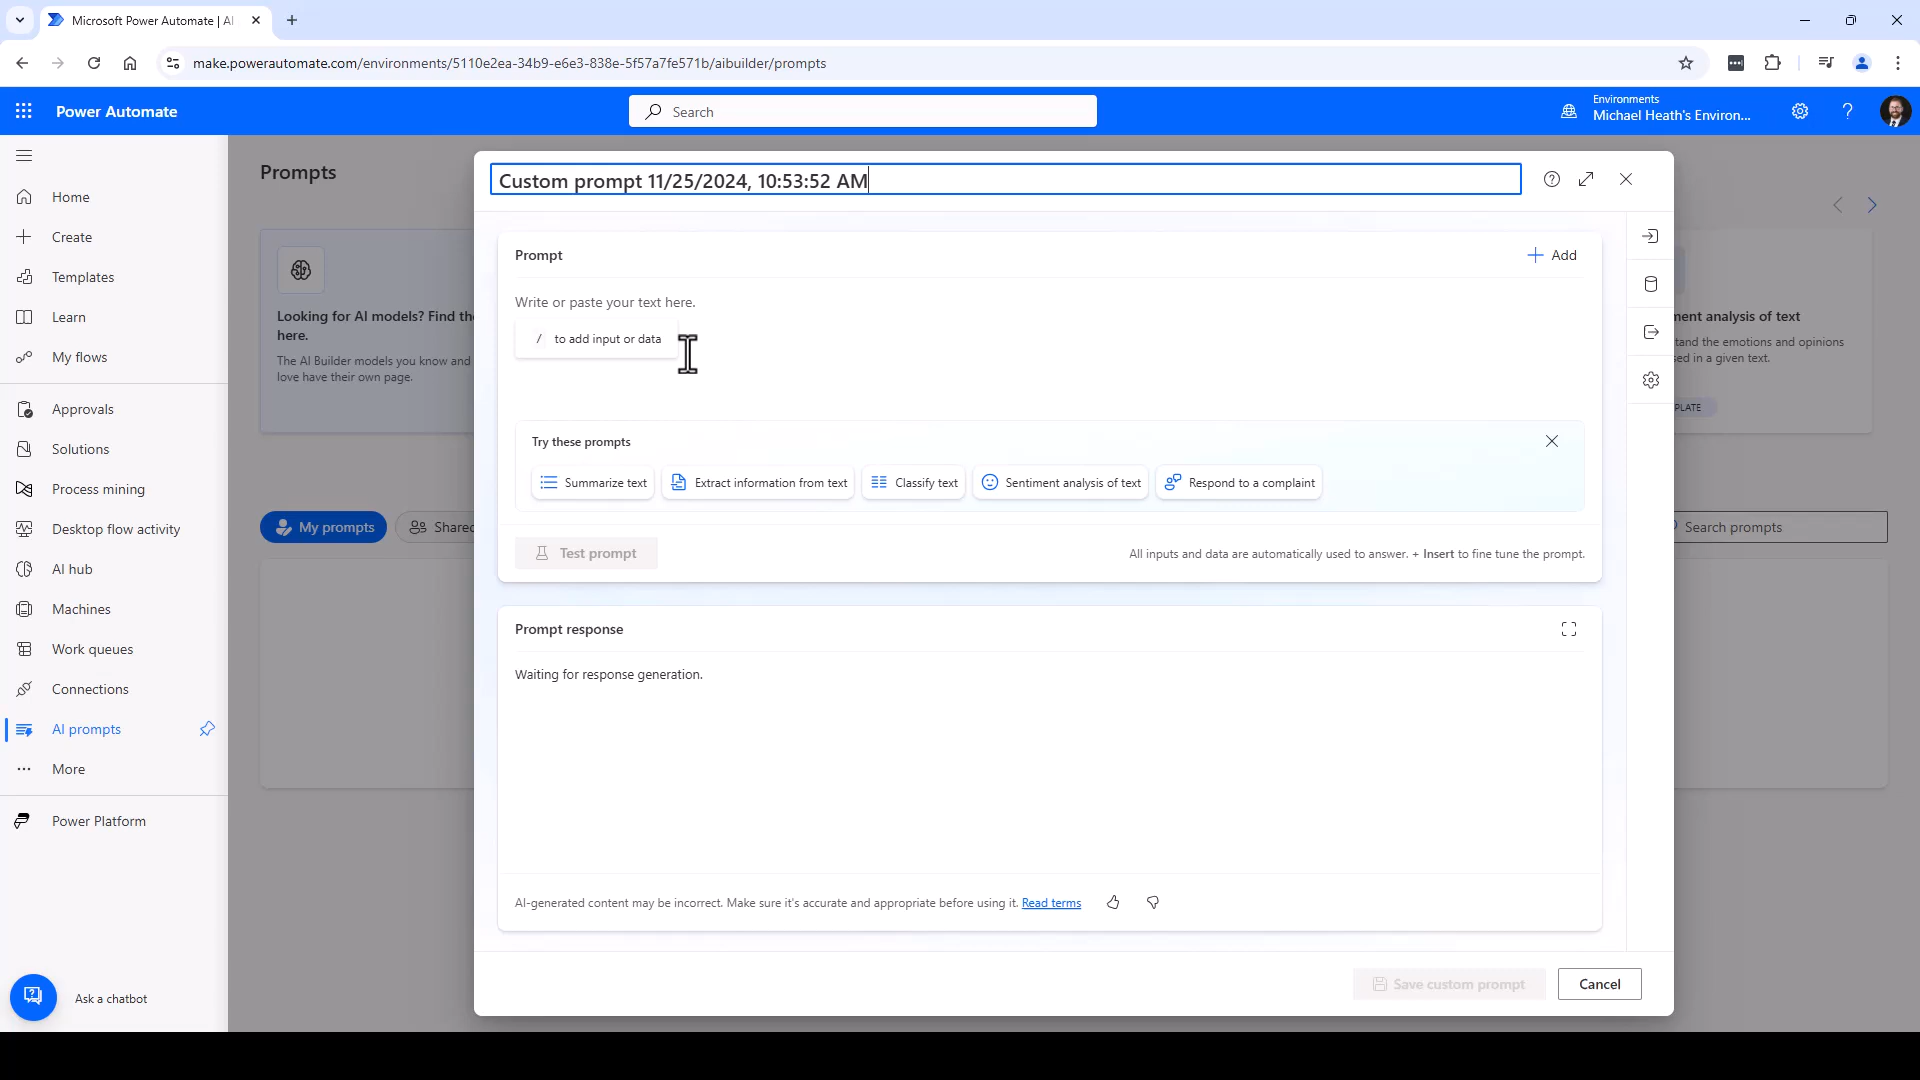 Microsoft Power Automate | AI
make.powerautomate.com/environments/5110e2ea-34b9-e6e3-838e-5f57a7fe571b/aibuilder/prompts
Power Automate
Search
Environments
Michael Heath's Environ...
Home
Create
Templates
Learn
My flows
Approvals
Solutions
Process mining
Desktop flow activity
AI hub
Machines
Work queues
Connections
AI prompts
More
Power Platform
Ask a chatbot
Prompts
Looking for AI models? Find the
here.
The AI Builder models you know and
love have their own page.
My prompts
Shared
Custom prompt 11/25/2024, 10:53:52 AM
Prompt
Add
Write or paste your text here.
/ to add input or data
Try these prompts
Summarize text
Extract information from text
Classify text
Sentiment analysis of text
Respond to a complaint
Test prompt
All inputs and data are automatically used to answer. + Insert to fine tune the prompt.
Prompt response
Waiting for response generation.
AI-generated content may be incorrect. Make sure it's accurate and appropriate before using it. Read terms
Save custom prompt
Cancel
ment analysis of text
tand the emotions and opinions
sed in a given text.
PLATE
Search prompts